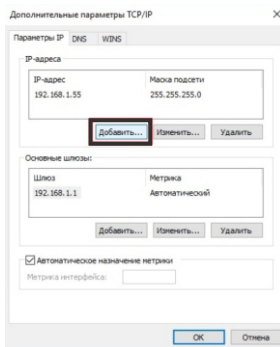 Дополнительные параметры TCP/IP
Параметры IP DNS WINS
IP-адреса
IP-адрес Маска подсети
192.168.1.55 255.255.255.0
Добавить... Изменить... Удалить
Основные шлюзы:
Шлюз Метрика
192.168.1.1 Автоматический
Добавить... Изменить... Удалить
Автоматическое назначение метрики
Метрика интерфейса:
OK Отмена